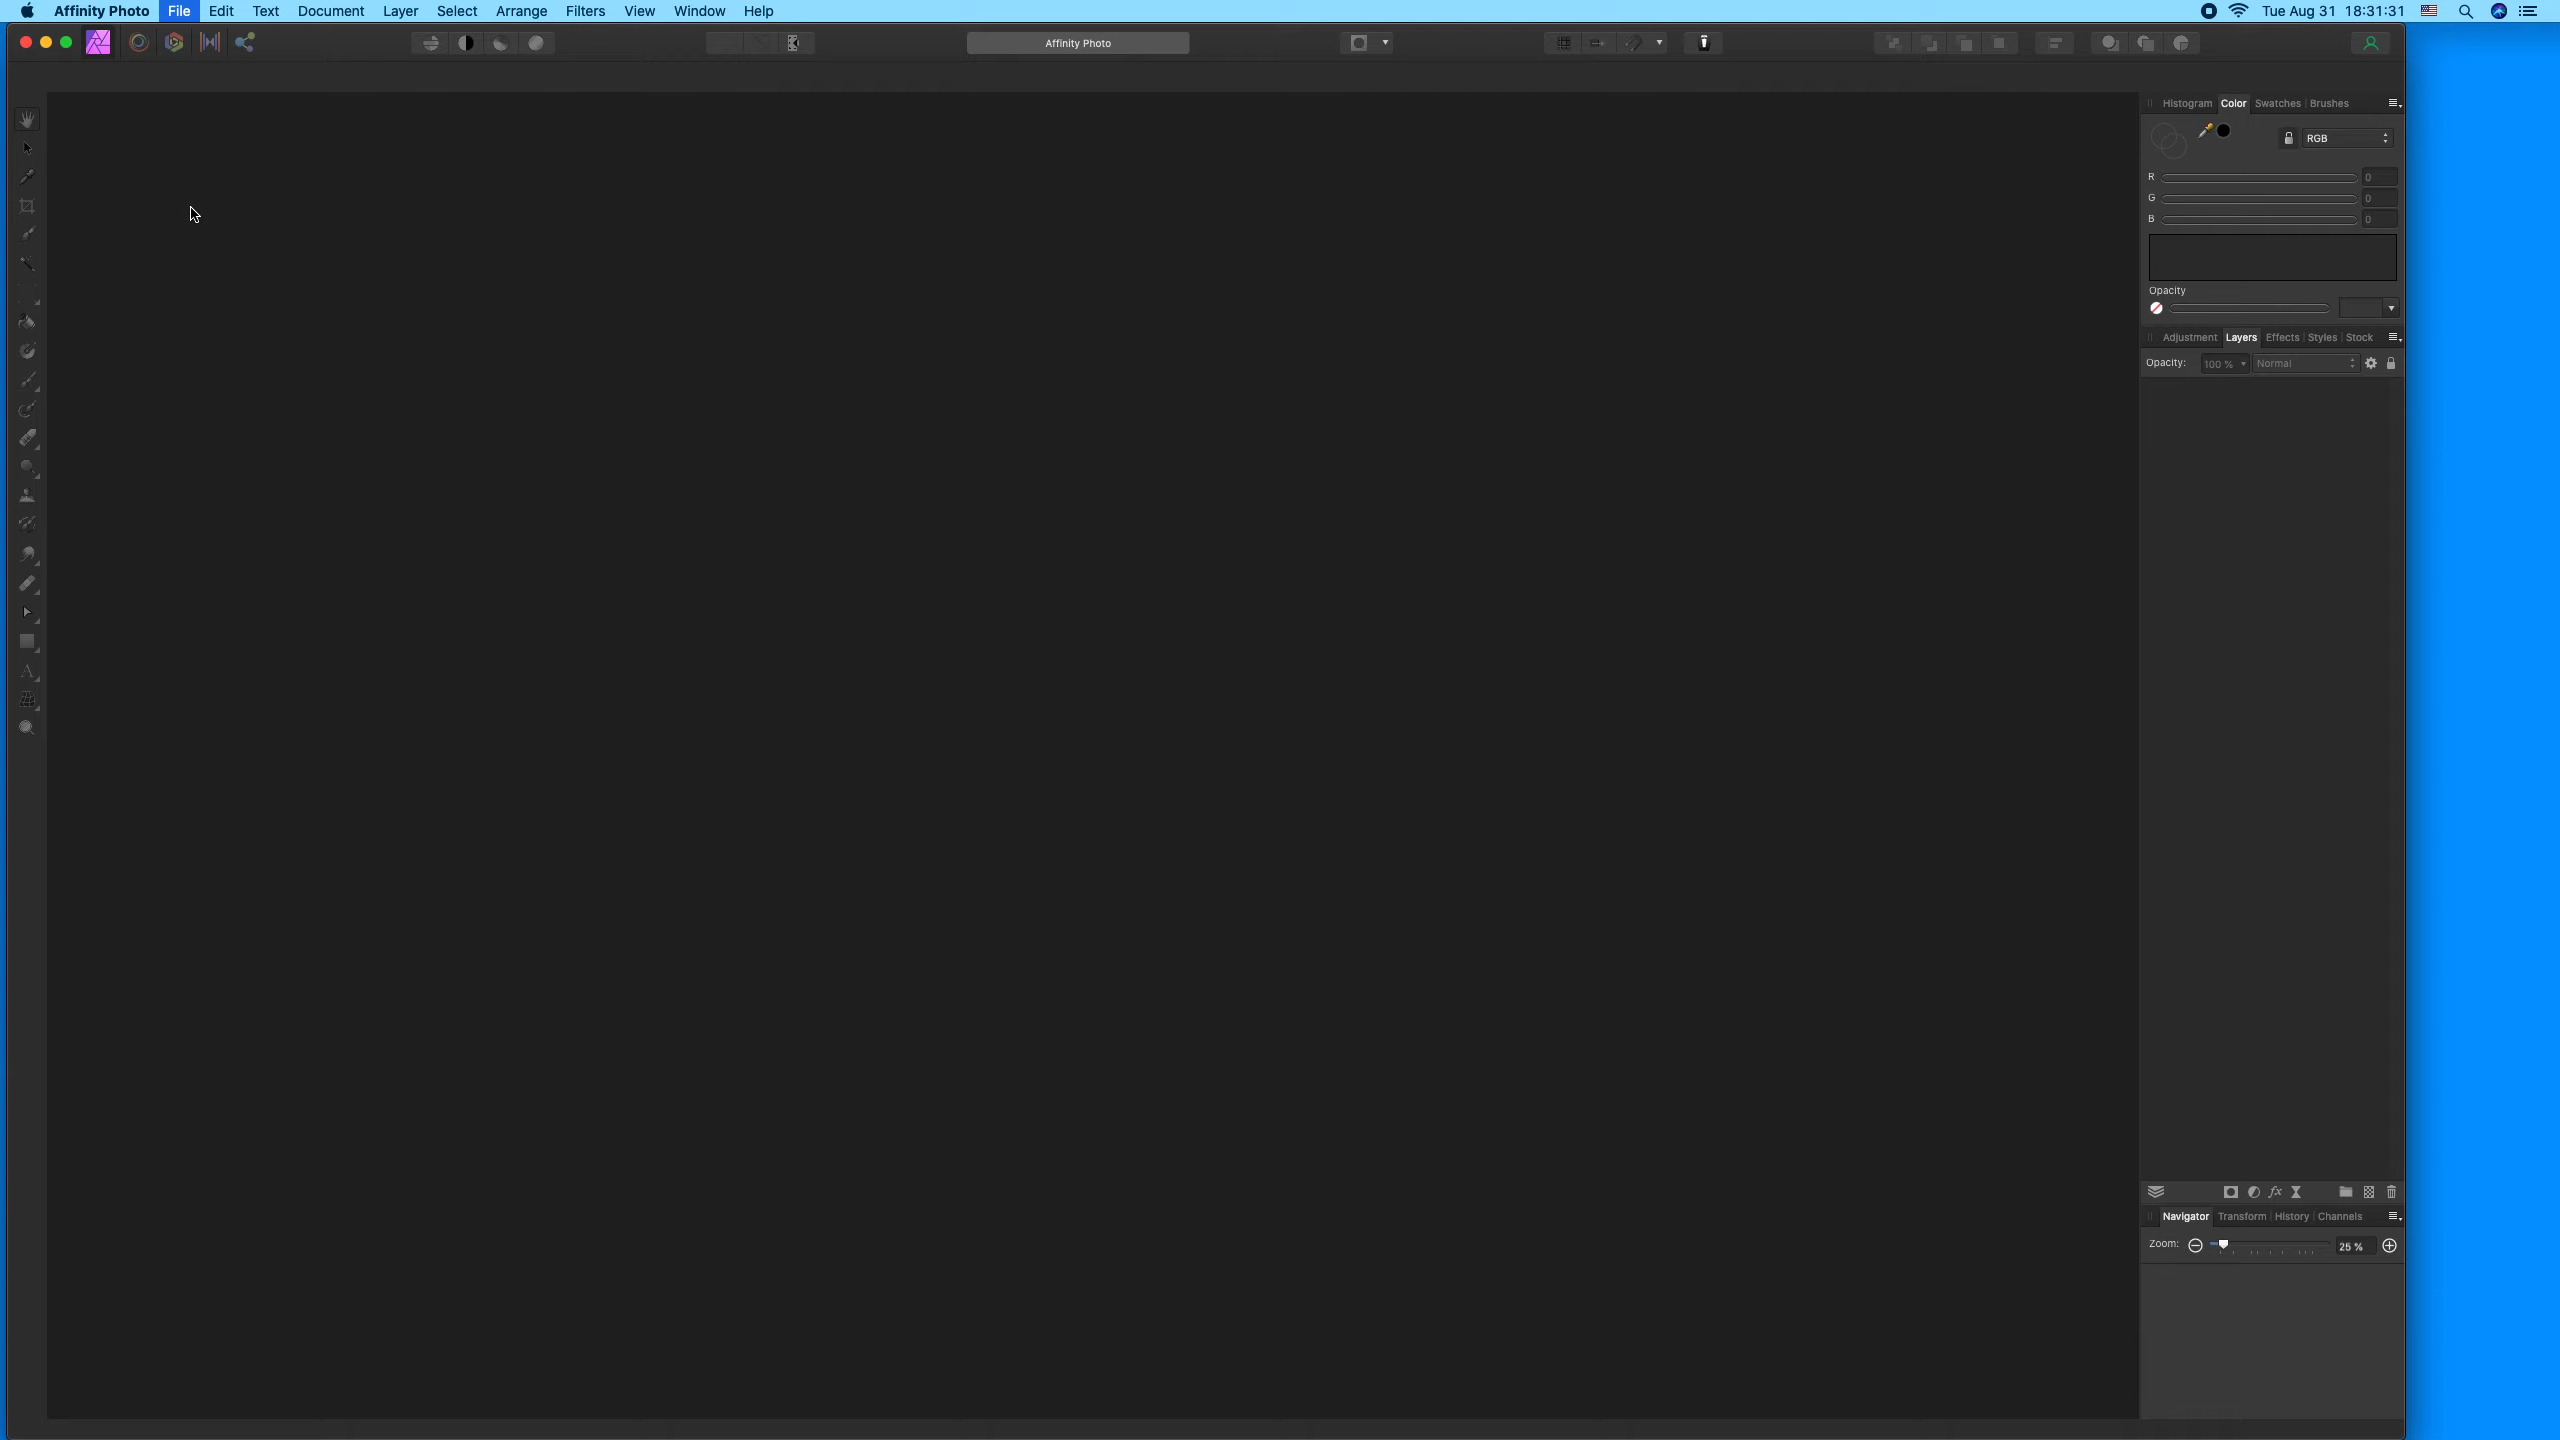 Affinity Photo File Edit Text Document Layer Select Arrange Filters View Window Help Tue Aug 31 18:31:31
Affinity Photo
Histogram Color Swatches Brushes
RGB
R 0
G 0
B 0
Opacity
Adjustment Layers Effects Styles Stock
Opacity: 100 % Normal
fx
Navigator Transform History Channels
Zoom: 25 %